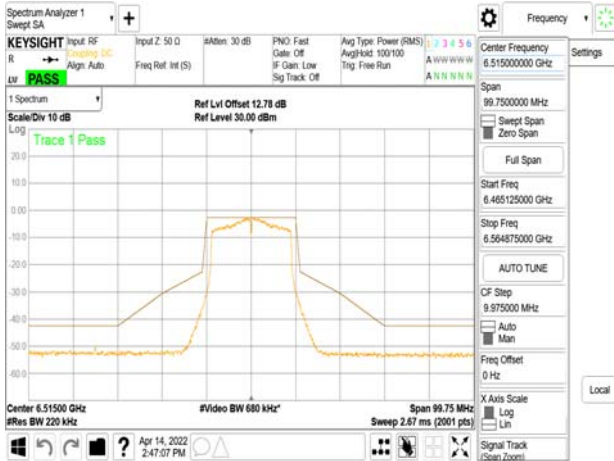 Spectrum Analyzer 1
Swept SA
Frequency
KEYSIGHT
R
LV
PASS
Input: RF
Coupling: DC
Align: Auto
Input Z: 50 Ω
Freq Ref: Int (S)
#Atten: 30 dB
PNO: Fast
Gate: Off
IF Gain: Low
Sig Track: Off
Avg Type: Power (RMS)
Avg|Hold: 100/100
Trig: Free Run
1 2 3 4 5 6
A W W W W W
A N N N N N
1 Spectrum
Scale/Div 10 dB
Ref Lvl Offset 12.78 dB
Ref Level 30.00 dBm
Log
Trace 1 Pass
20.0
10.0
0.00
-10.0
-20.0
-30.0
-40.0
-50.0
-60.0
Center 6.51500 GHz
#Res BW 220 kHz
#Video BW 680 kHz*
Span 99.75 MHz
Sweep 2.67 ms (2001 pts)
Apr 14, 2022
2:47:07 PM
Center Frequency
6.515000000 GHz
Span
99.7500000 MHz
Swept Span
Zero Span
Full Span
Start Freq
6.465125000 GHz
Stop Freq
6.564875000 GHz
AUTO TUNE
CF Step
9.975000 MHz
Auto
Man
Freq Offset
0 Hz
X Axis Scale
Log
Lin
Signal Track
(Span Zoom)
Settings
Local